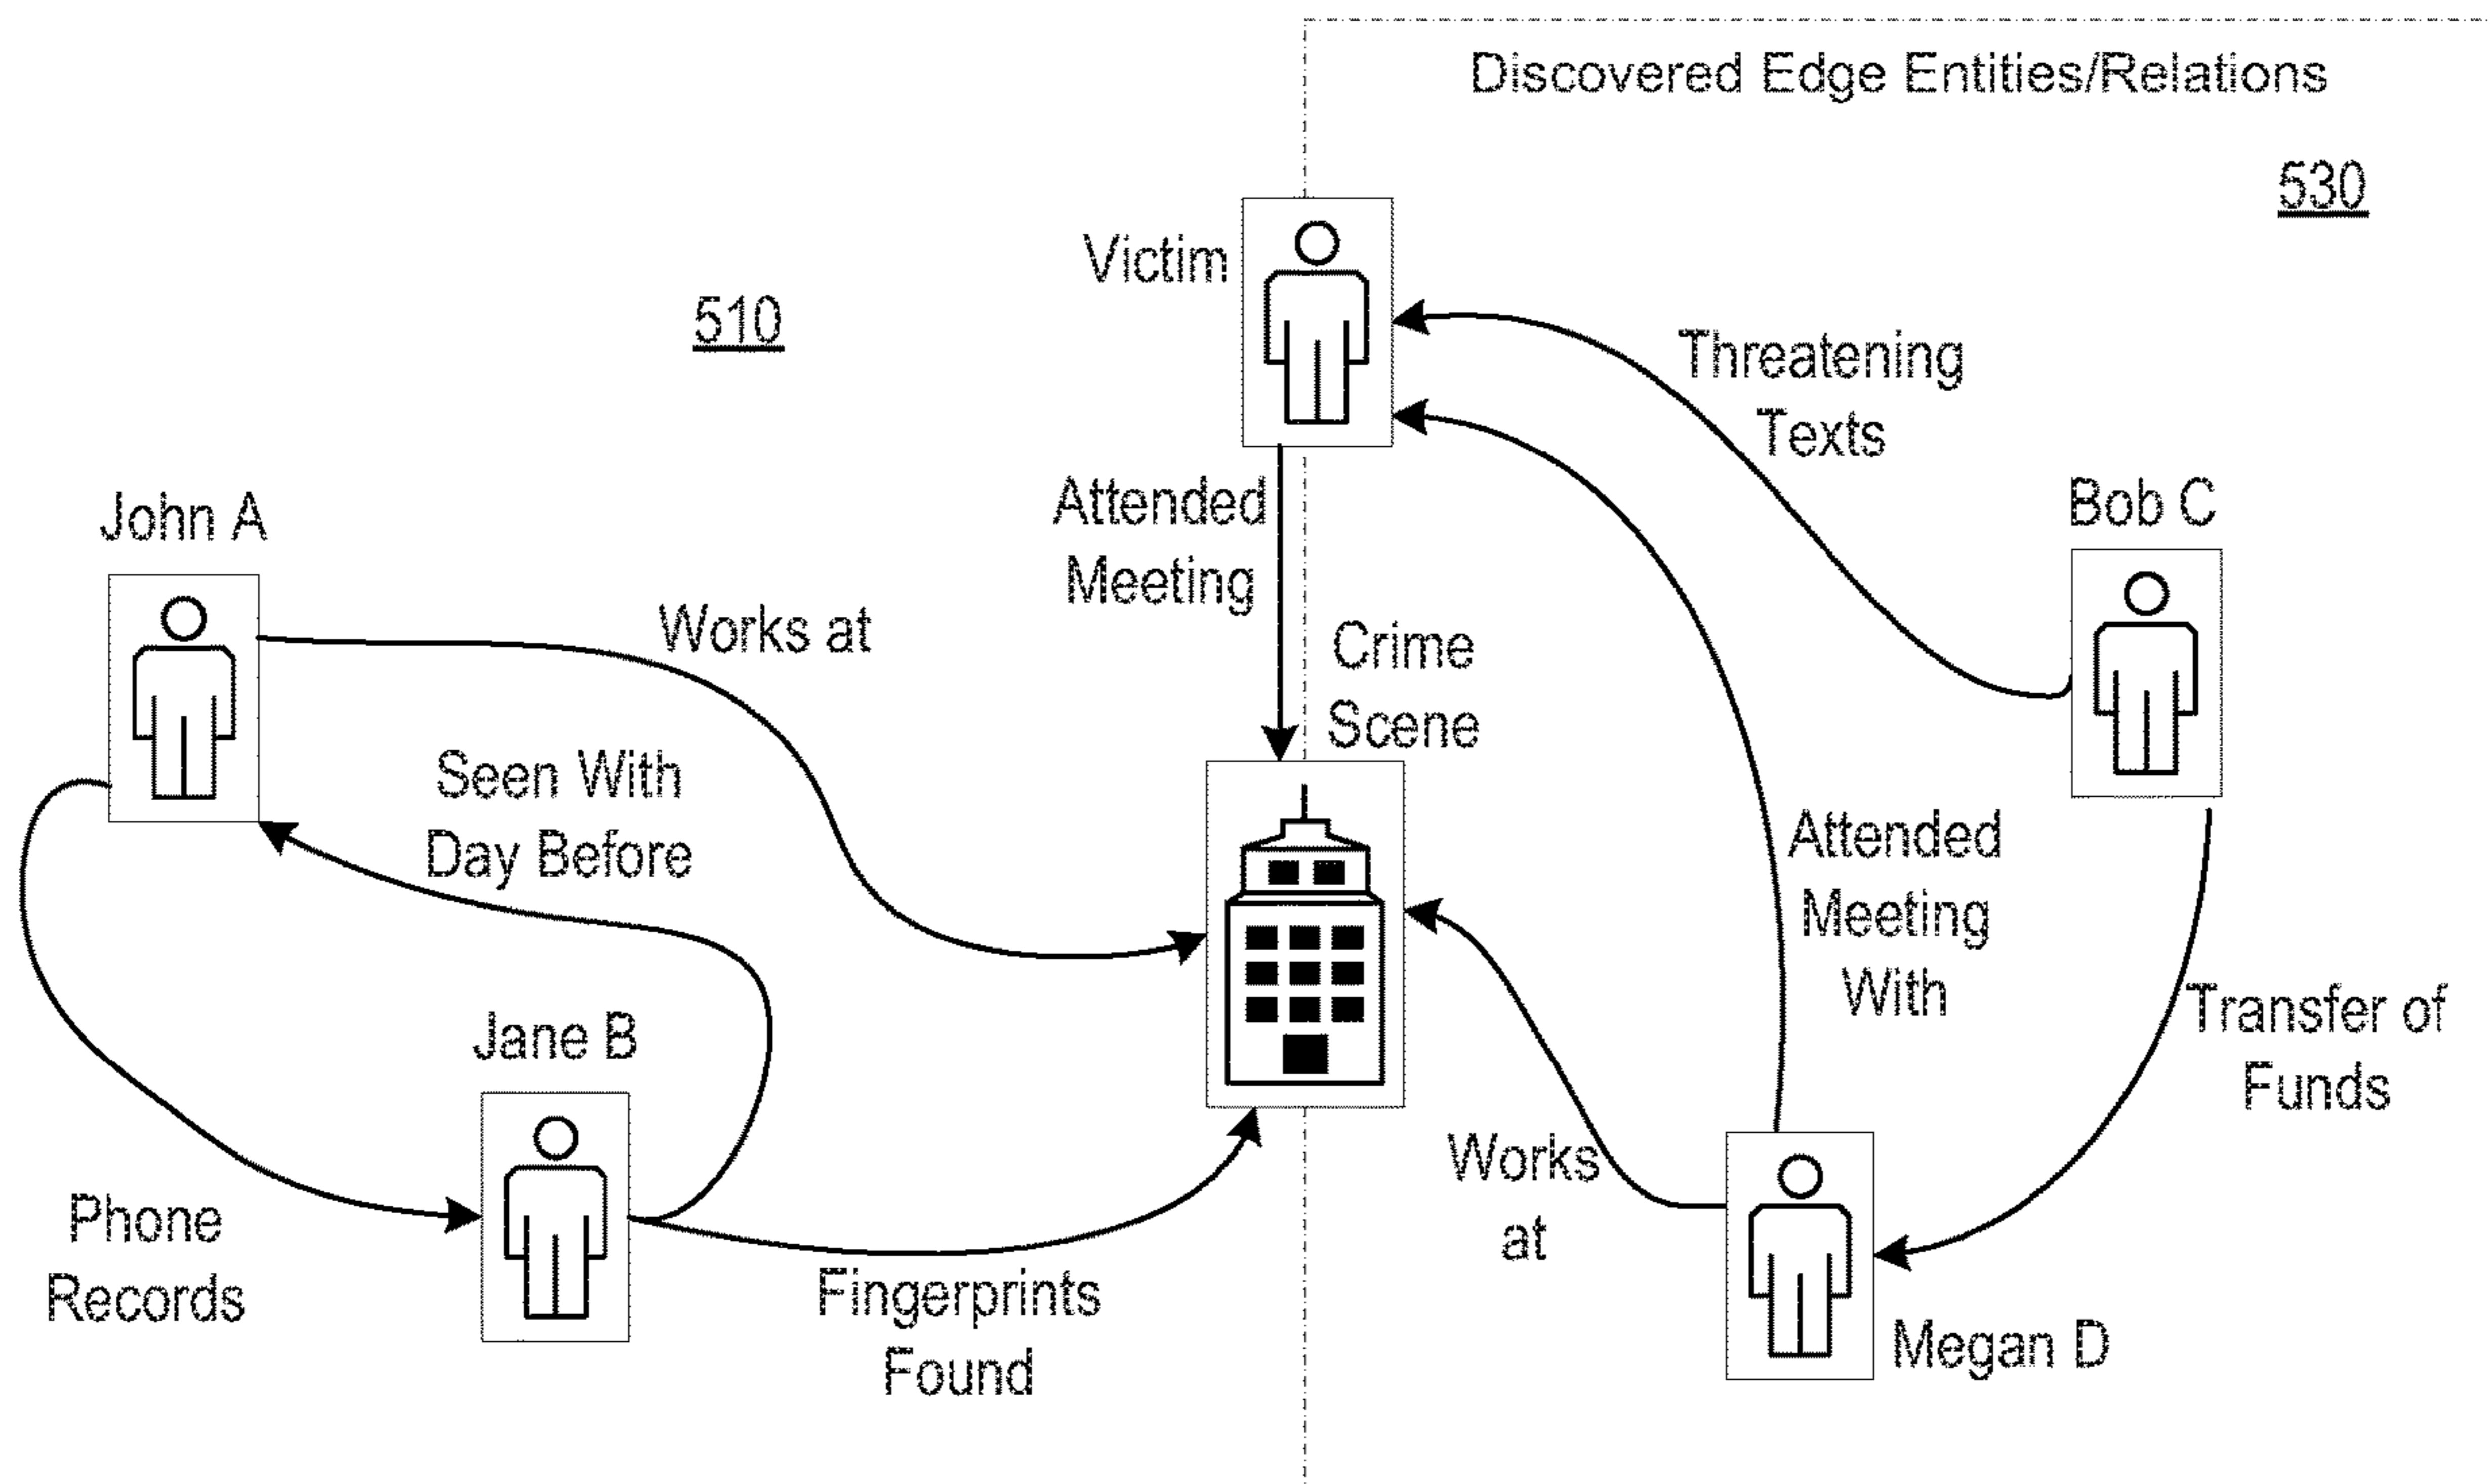 Discovered Edge Entities/Relations
530
Victim
510
Threatening
Texts
Attended
Meeting
John A
Bob C
Works at
Crime
Scene
Seen With
Day Before
Attended
Meeting
With
Transfer of
Funds
Jane B
Works
at
Phone
Records
Fingerprints
Found
Megan D